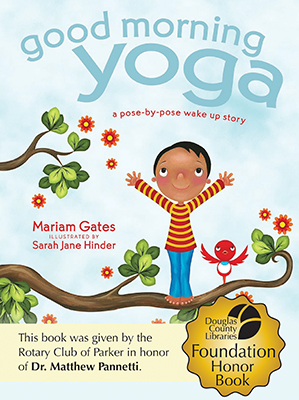 good morning
yoga
a pose-by-pose wake up story
Mariam Gates
ILLUSTRATED BY
Sarah Jane Hinder
This book was given by the
Rotary Club of Parker in honor
of Dr. Matthew Pannetti.
Douglas
County
Libraries
Foundation
Honor
Book